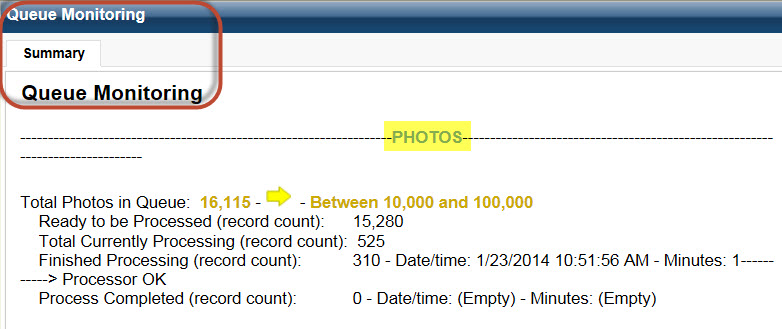 Queue Monitoring
Summary
Queue Monitoring
--------------------------------------------------------------------PHOTOS---------------------------------------------------------
----------------------
Total Photos in Queue: 16,115 - - Between 10,000 and 100,000
Ready to be Processed (record count): 15,280
Total Currently Processing (record count): 525
Finished Processing (record count): 310 - Date/time: 1/23/2014 10:51:56 AM - Minutes: 1------
-----> Processor OK
Process Completed (record count): 0 - Date/time: (Empty) - Minutes: (Empty)